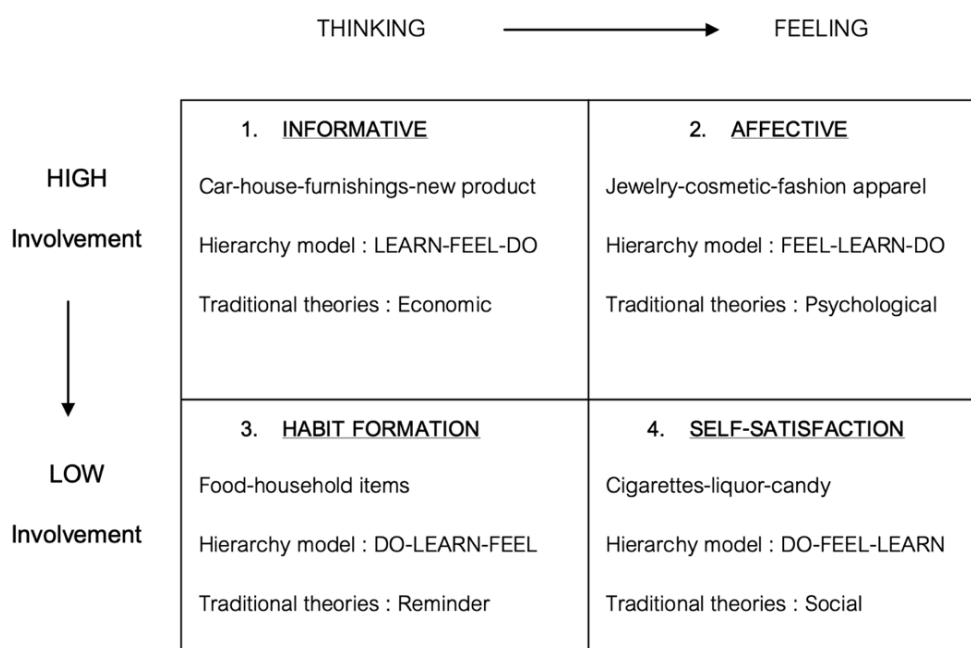 THINKING FEELING
HIGH
Involvement
1. INFORMATIVE
Car-house-furnishings-new product
Hierarchy model : LEARN-FEEL-DO
Traditional theories : Economic
2. AFFECTIVE
Jewelry-cosmetic-fashion apparel
Hierarchy model : FEEL-LEARN-DO
Traditional theories : Psychological
LOW
Involvement
3. HABIT FORMATION
Food-household items
Hierarchy model : DO-LEARN-FEEL
Traditional theories : Reminder
4. SELF-SATISFACTION
Cigarettes-liquor-candy
Hierarchy model : DO-FEEL-LEARN
Traditional theories : Social